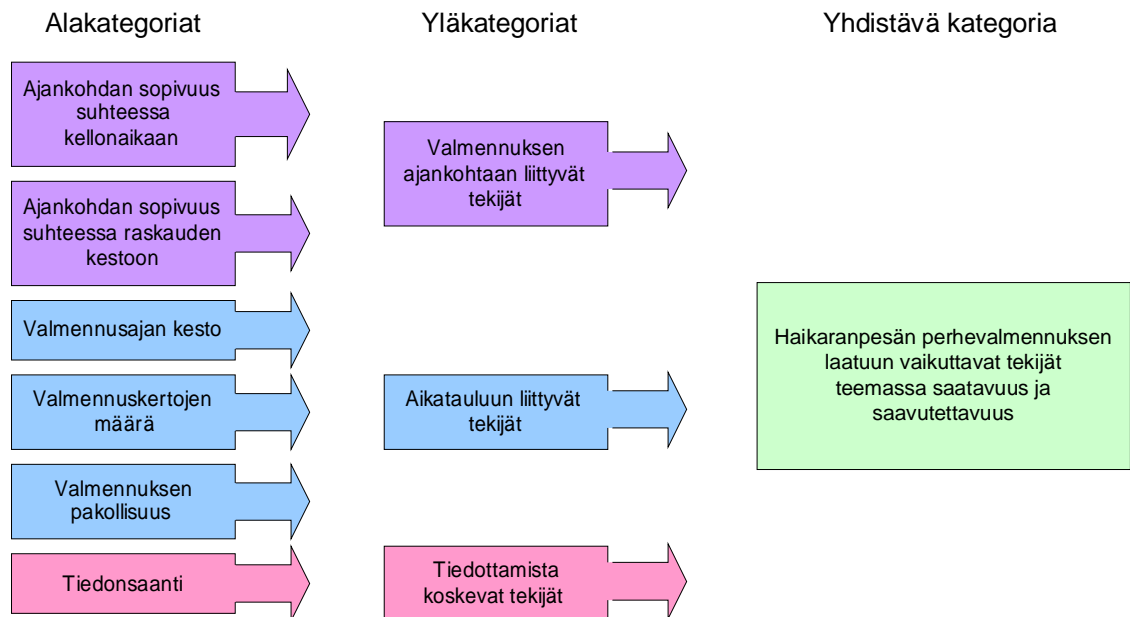 Alakategoriat
Yläkategoriat
Yhdistävä kategoria
Ajankohdan sopivuus
suhteessa
kellonaikaan
Ajankohdan sopivuus
suhteessa raskauden
kestoon
Valmennusajan kesto
Valmennuskertojen
määrä
Valmennuksen
pakollisuus
Tiedonsaanti
Valmennuksen
ajankohtaan liittyvät
tekijät
Aikatauluun liittyvät
tekijät
Tiedottamista
koskevat tekijät
Haikaranpesän perhevalmennuksen
laatuun vaikuttavat tekijät
teemassa saatavuus ja
saavutettavuus